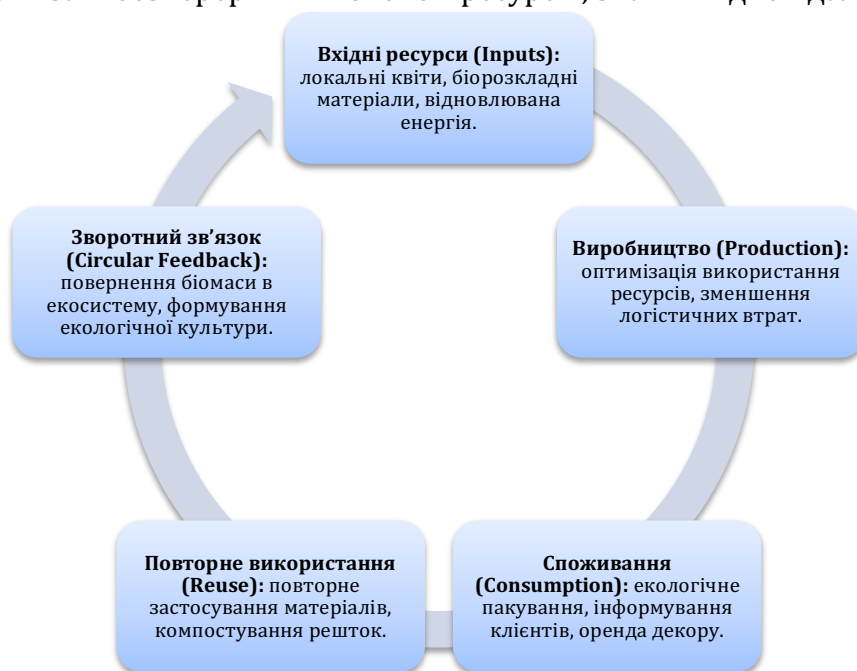 Вхідні ресурси (Inputs):
локальні квіти, біорозкладні
матеріали, відновлювана
енергія.
Виробництво (Production):
оптимізація використання
ресурсів, зменшення
логістичних втрат.
Споживання
(Consumption): екологічне
пакування, інформування
клієнтів, оренда декору.
Повторне використання
(Reuse): повторне
застосування матеріалів,
компостування решток.
Зворотний зв’язок
(Circular Feedback):
повернення біомаси в
екосистему, формування
екологічної культури.